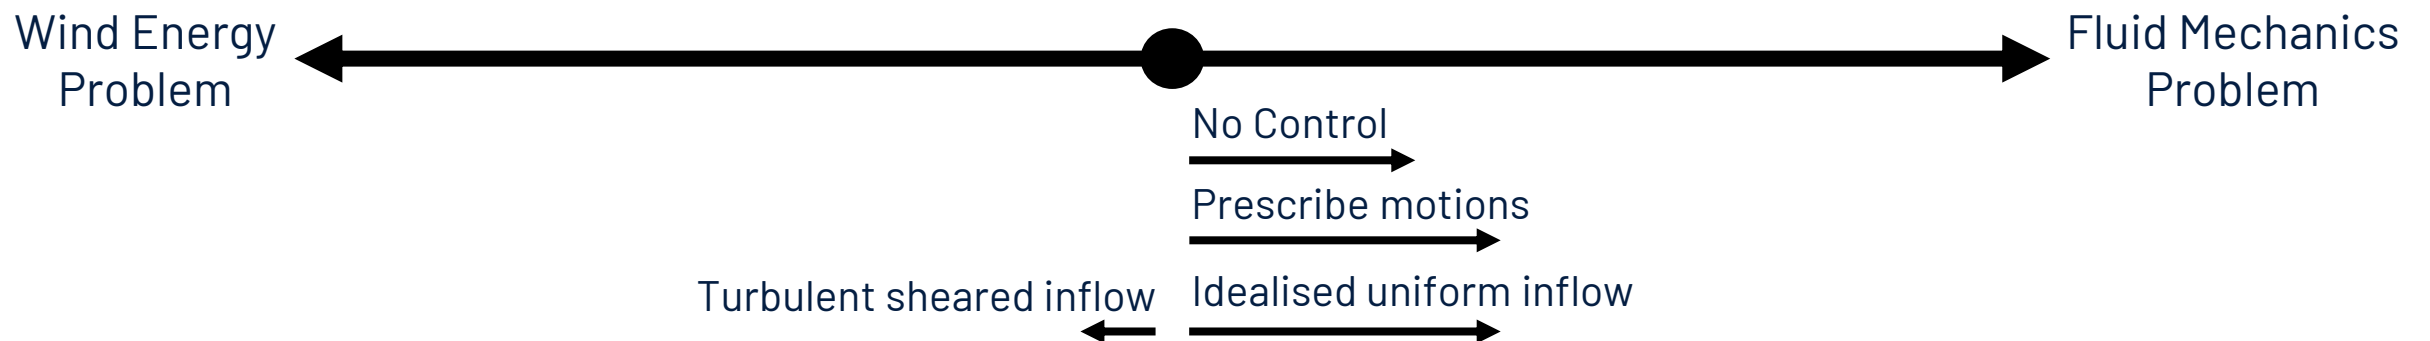 Wind Energy
Problem
Fluid Mechanics
Problem
No Control
Prescribe motions
Turbulent sheared inflow
Idealised uniform inflow